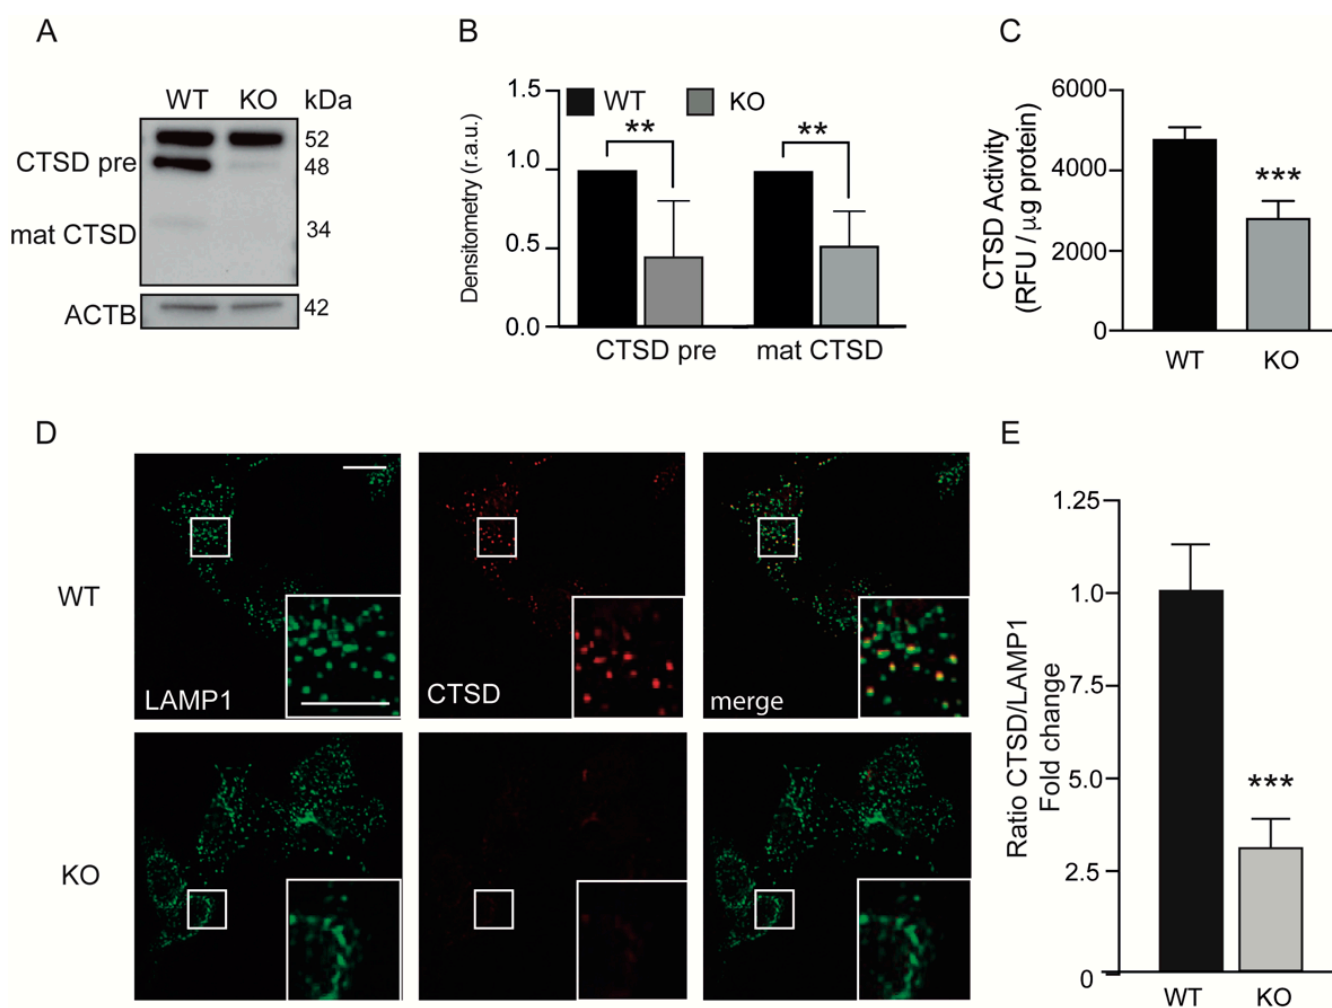 A
WT KO kDa
52
CTSD pre 48
mat CTSD 34
ACTB 42
B
Densitometry (r.a.u.)
1.5
1.0
0.5
0.0
WT KO
** **
CTSD pre mat CTSD
C
CTSD Activity
(RFU / µg protein)
6000
4000
2000
0
***
WT KO
D
WT
LAMP1 CTSD merge
KO
E
Ratio CTSD/LAMP1
Fold change
1.25
1.0
7.5
5.0
2.5
0
***
WT KO